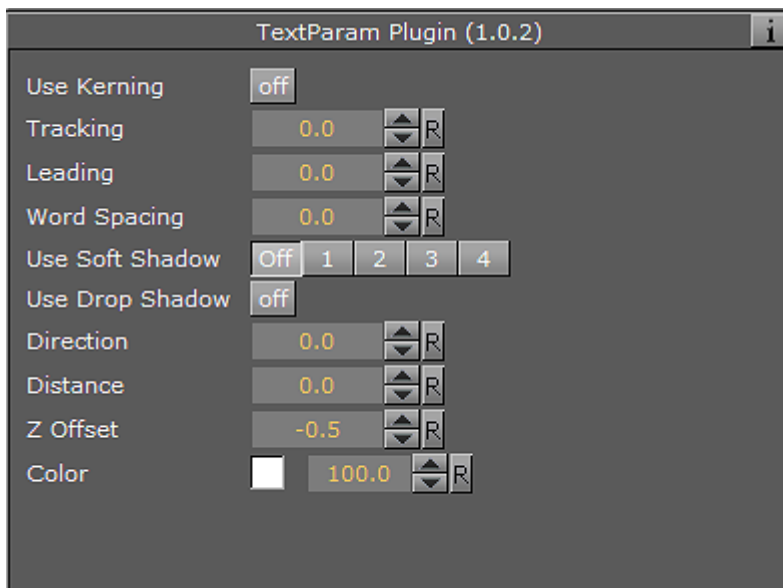 TextParam Plugin (1.0.2) i
Use Kerning off
Tracking 0.0 R
Leading 0.0 R
Word Spacing 0.0 R
Use Soft Shadow Off 1 2 3 4
Use Drop Shadow off
Direction 0.0 R
Distance 0.0 R
Z Offset -0.5 R
Color 100.0 R